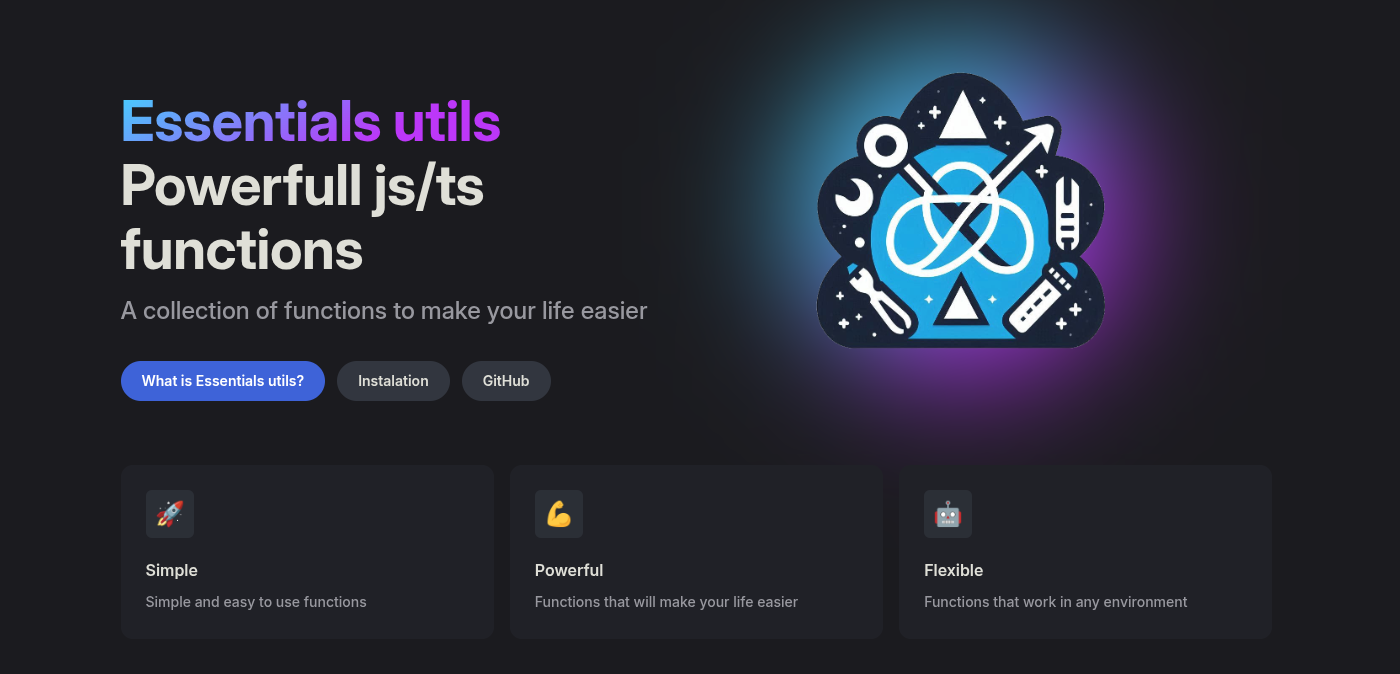 Essentials utils
Powerfull js/ts
functions
A collection of functions to make your life easier
What is Essentials utils?
Instalation
GitHub
Simple
Simple and easy to use functions
Powerful
Functions that will make your life easier
Flexible
Functions that work in any environment